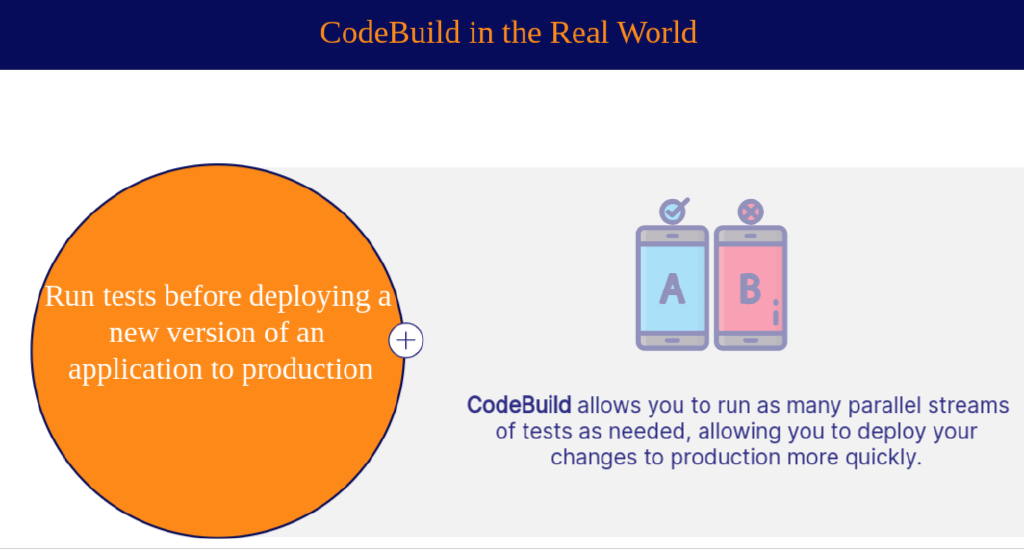 CodeBuild in the Real World
Run tests before deploying a
new version of an
application to production
A B
CodeBuild allows you to run as many parallel streams
of tests as needed, allowing you to deploy your
changes to production more quickly.